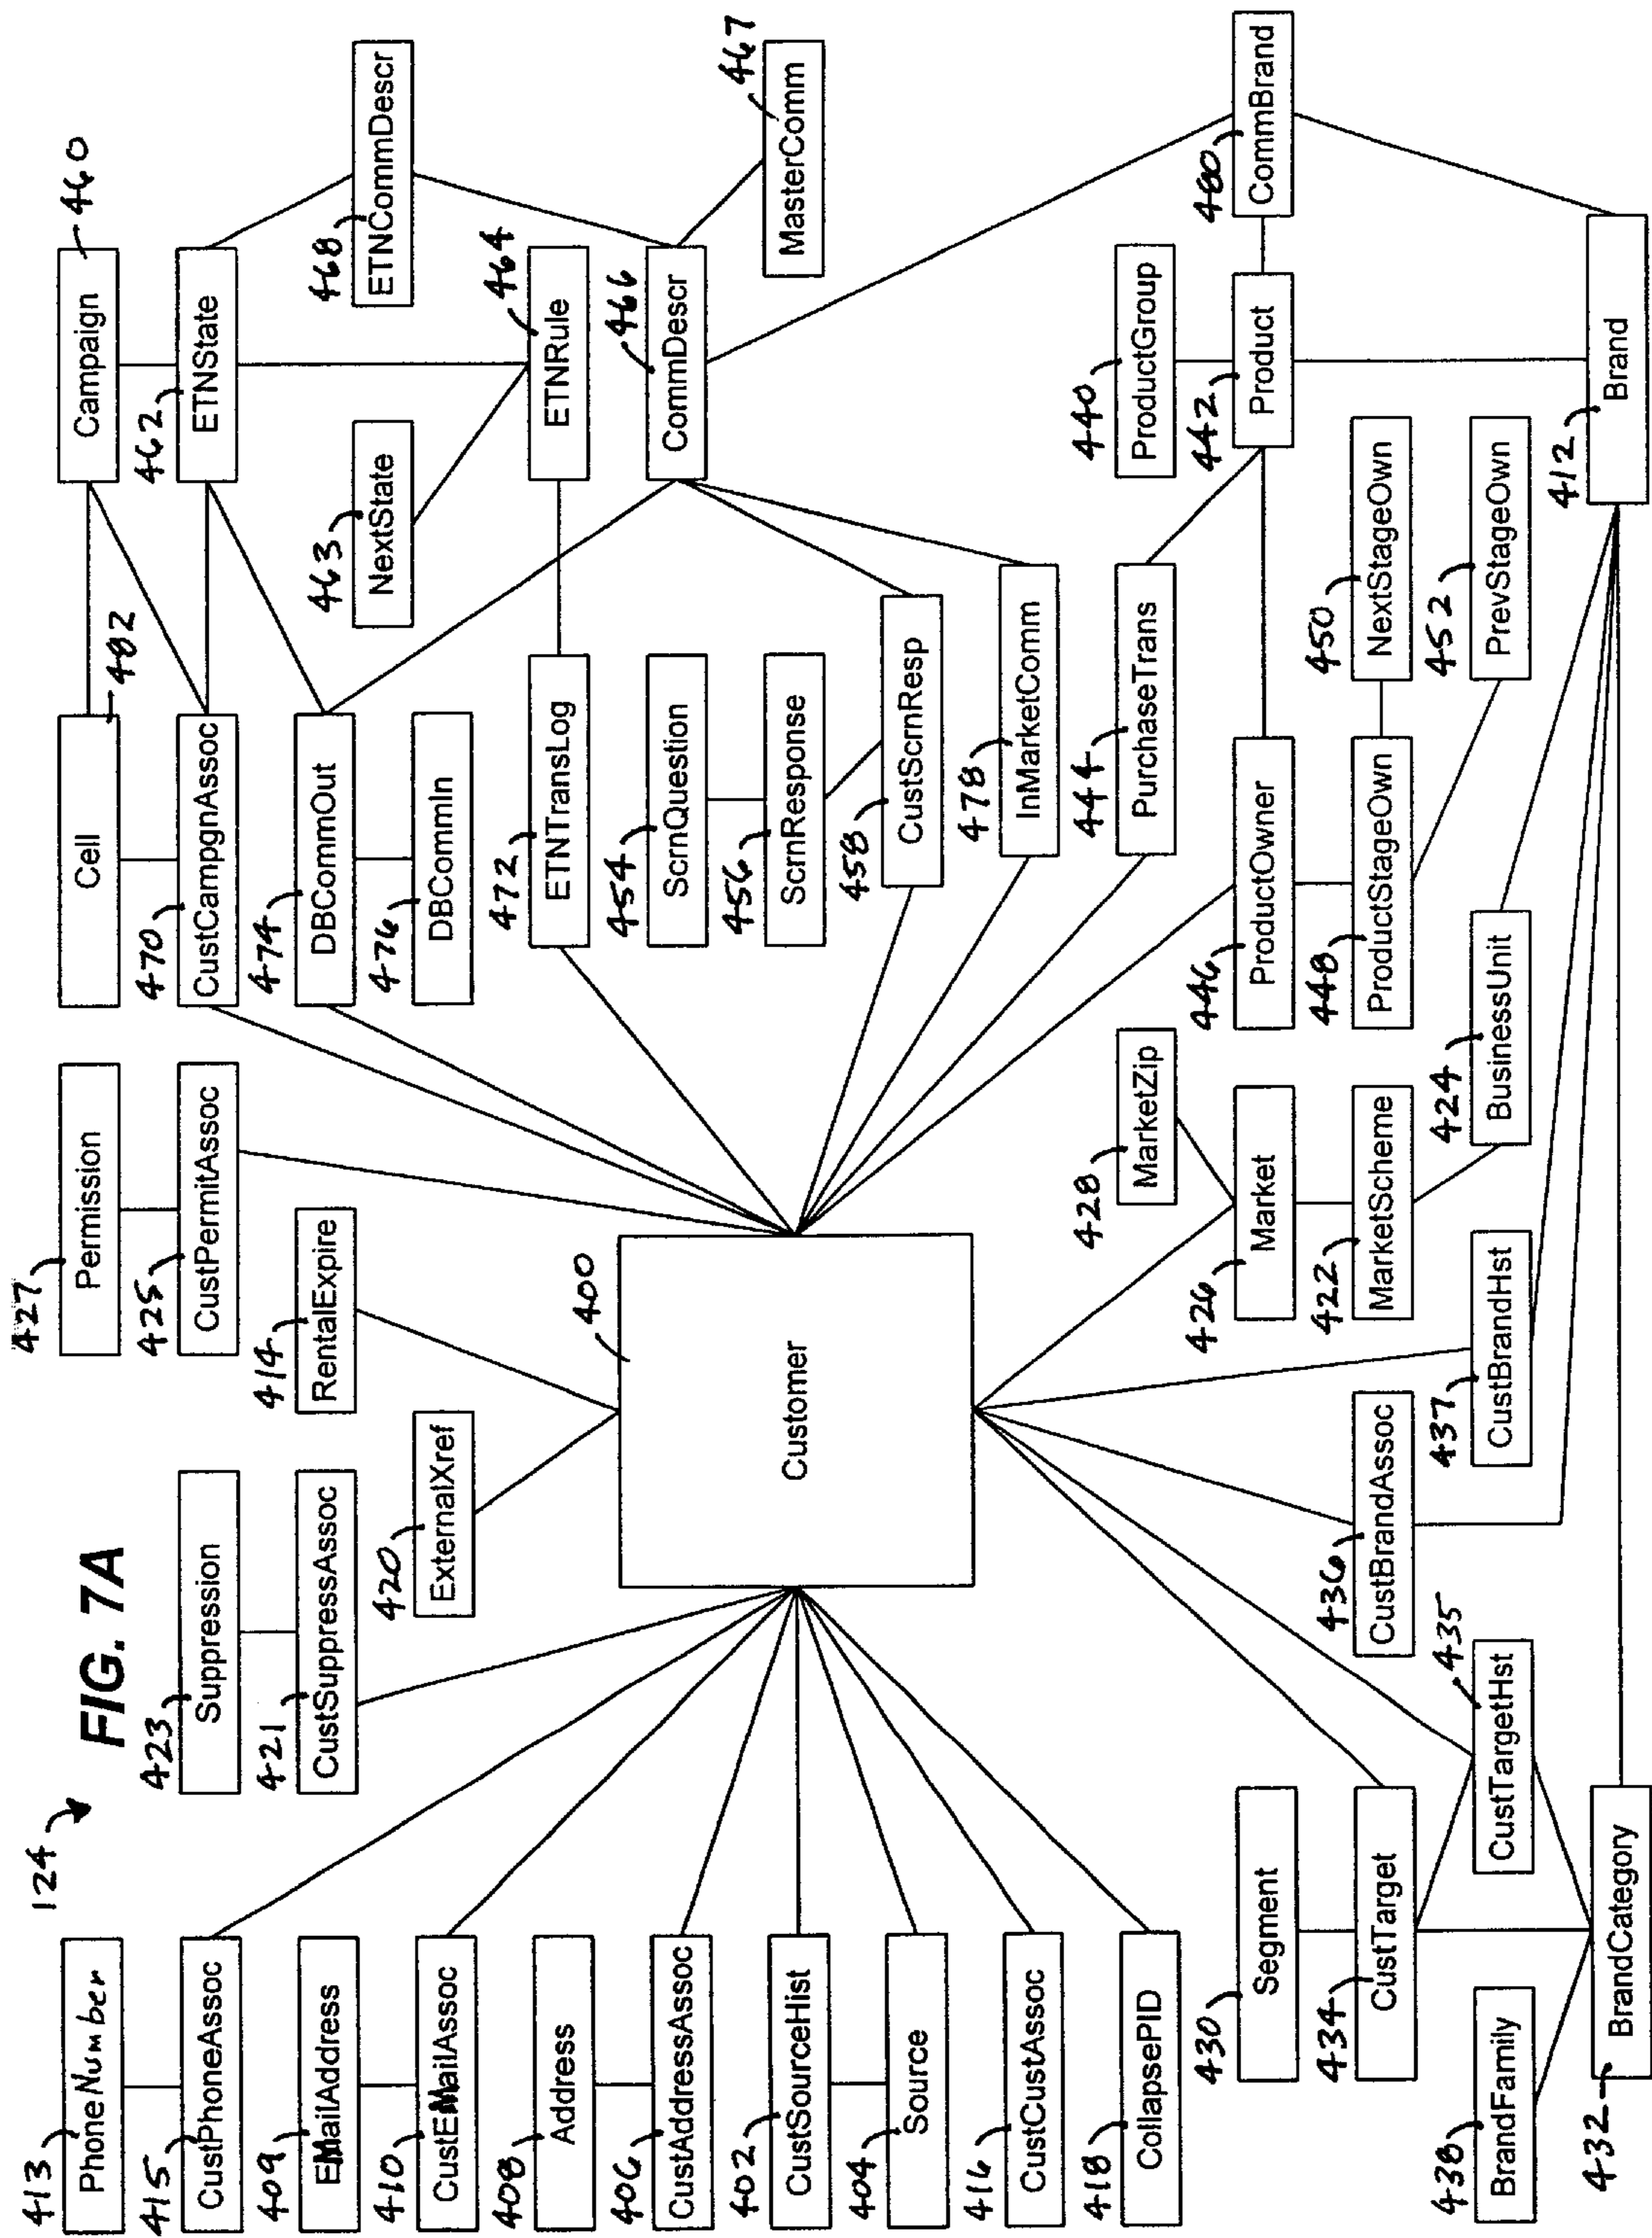 124
FIG. 7A
413
PhoneNumber
415
CustPhoneAssoc
409
EMailAddress
410
CustEMailAssoc
408
Address
406
CustAddressAssoc
402
CustSourceHist
404
Source
416
CustCustAssoc
418
CollapsePID
423
Suppression
421
CustSuppressAssoc
420
ExternalXref
427
Permission
425
CustPermitAssoc
414
RentalExpire
400
Customer
Cell
482
470
CustCampgnAssoc
474
DBCommOut
476
DBCommIn
472
ETNTransLog
454
ScrnQuestion
456
ScrnResponse
458
CustScrnResp
478
InMarketComm
444
PurchaseTrans
Campaign
460
462
ETNState
468
ETNCommDescr
463
NextState
464
ETNRule
466
CommDescr
467
MasterComm
440
ProductGroup
442
Product
480
CommBrand
446
ProductOwner
448
ProductStageOwn
450
NextStageOwn
452
PrevStageOwn
428
MarketZip
426
Market
422
MarketScheme
424
BusinessUnit
430
Segment
434
CustTarget
435
CustTargetHst
436
CustBrandAssoc
437
CustBrandHst
438
BrandFamily
432
BrandCategory
412
Brand